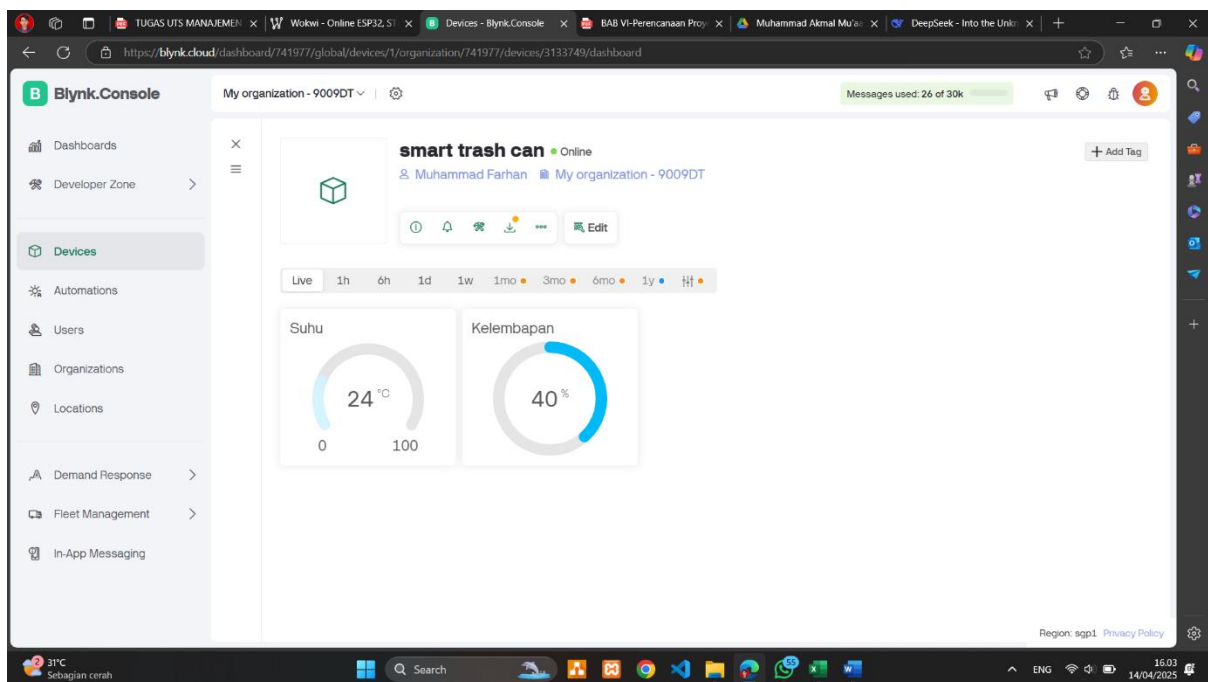 TUGAS UTS MANAJEMEN
Wokwi - Online ESP32, ST
Devices - Blynk.Console
BAB VI-Perencanaan Proy
Muhammad Akmal Mu'a
DeepSeek - Into the Unkn
https://blynk.cloud/dashboard/741977/global/devices/1/organization/741977/devices/3133749/dashboard
B Blynk.Console
My organization - 9009DT
Messages used: 26 of 30k
Dashboards
Developer Zone
Devices
Automations
Users
Organizations
Locations
Demand Response
Fleet Management
In-App Messaging
smart trash can Online
Muhammad Farhan My organization - 9009DT
Add Tag
Edit
Live 1h 6h 1d 1w 1mo 3mo 6mo 1y
Suhu
24 °C
0 100
Kelembapan
40 %
Region: sgp1 Privacy Policy
2
31°C
Sebagian cerah
Search
55
ENG
16.03
14/04/2025